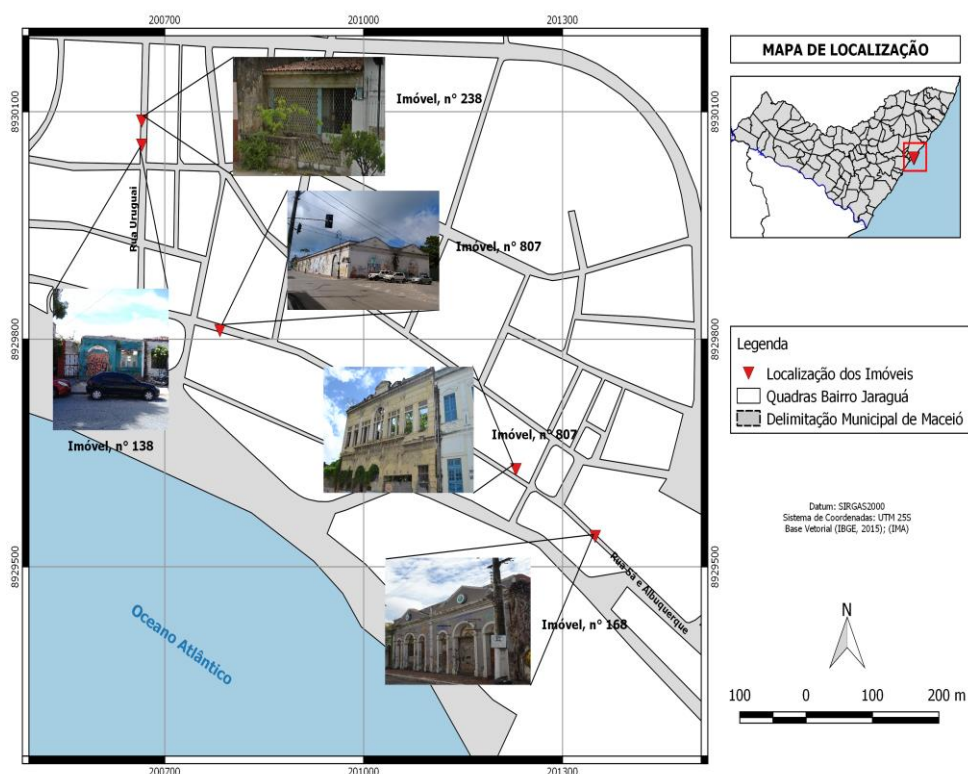 200700
201000
201300
8930100
8930100
Imóvel, n° 238
Rua Uruguai
Imóvel, n° 807
8929800
8929800
Imóvel, n° 138
Imóvel, n° 807
8929500
8929500
Imóvel, n° 168
Rua Sá e Albuquerque
Oceano Atlântico
200700
201000
201300
MAPA DE LOCALIZAÇÃO
Legenda
Localização dos Imóveis
Quadras Bairro Jaraguá
Delimitação Municipal de Maceió
Datum: SIRGAS2000
Sistema de Coordenadas: UTM 25S
Base Vetorial (IBGE, 2015); (IMA)
N
100 0 100 200 m